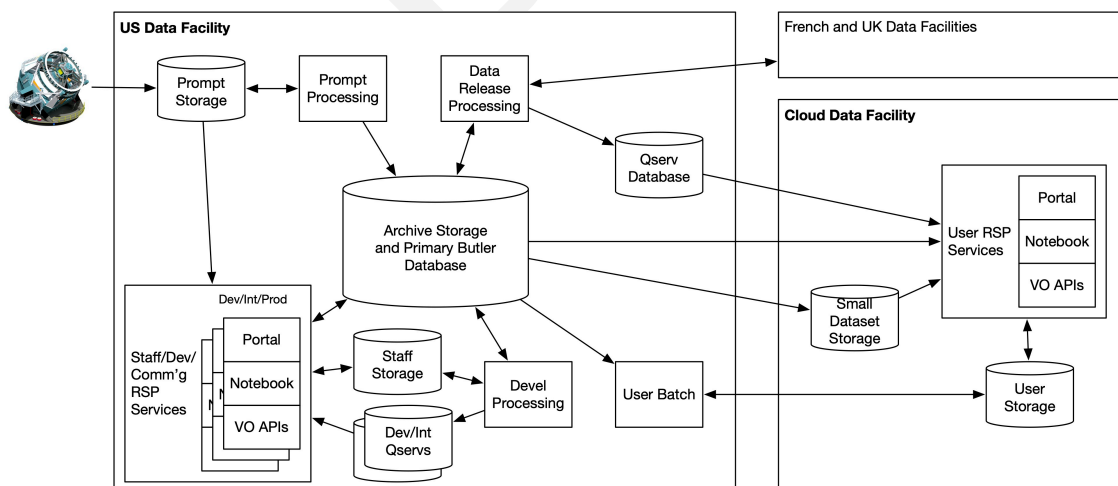 US Data Facility
French and UK Data Facilities
Prompt
Storage
Prompt
Processing
Data
Release
Processing
Cloud Data Facility
Qserv
Database
Portal
User RSP
Services
Notebook
VO APIs
Archive Storage
and Primary Butler
Database
Dev/Int/Prod
Small
Dataset
Storage
Staff/Dev/
Comm'g
RSP
Services
Portal
Notebook
VO APIs
Staff
Storage
Devel
Processing
User Batch
User
Storage
Dev/Int
Qservs